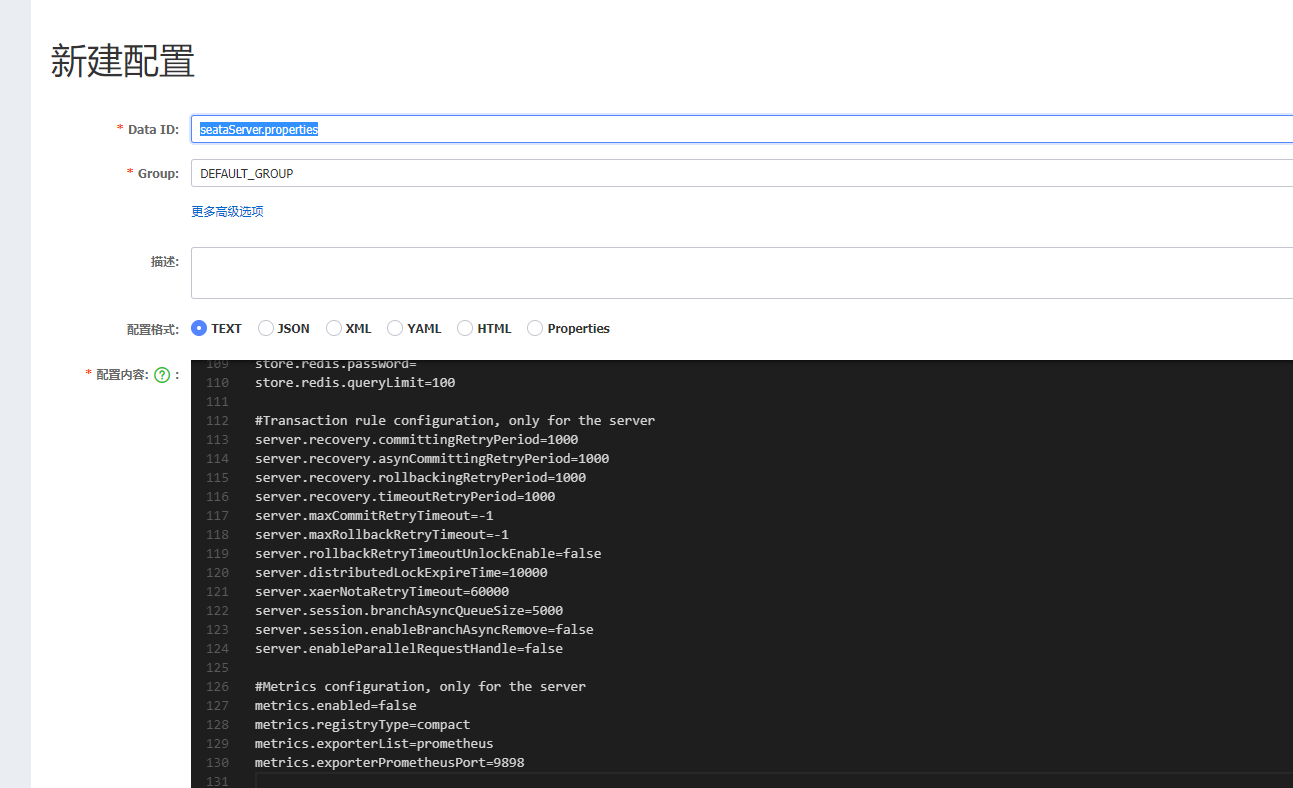 新建配置
* Data ID: seataServer.properties
* Group: DEFAULT_GROUP
更多高级选项
描述:
配置格式: TEXT JSON XML YAML HTML Properties
* 配置内容: ? :
109 store.redis.password=
110 store.redis.queryLimit=100
111
112 #Transaction rule configuration, only for the server
113 server.recovery.committingRetryPeriod=1000
114 server.recovery.asynCommittingRetryPeriod=1000
115 server.recovery.rollbackingRetryPeriod=1000
116 server.recovery.timeoutRetryPeriod=1000
117 server.maxCommitRetryTimeout=-1
118 server.maxRollbackRetryTimeout=-1
119 server.rollbackRetryTimeoutUnlockEnable=false
120 server.distributedLockExpireTime=10000
121 server.xaerNotaRetryTimeout=60000
122 server.session.branchAsyncQueueSize=5000
123 server.session.enableBranchAsyncRemove=false
124 server.enableParallelRequestHandle=false
125
126 #Metrics configuration, only for the server
127 metrics.enabled=false
128 metrics.registryType=compact
129 metrics.exporterList=prometheus
130 metrics.exporterPrometheusPort=9898
131